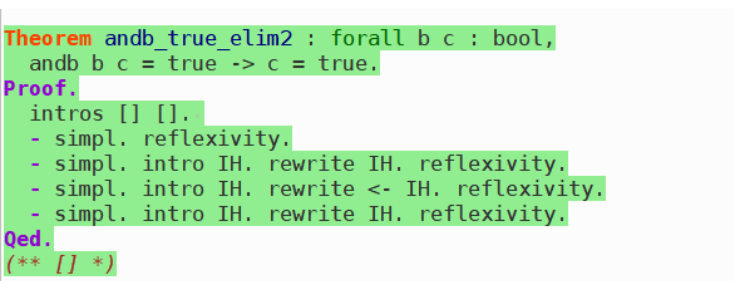 Theorem andb_true_elim2 : forall b c : bool,
  andb b c = true -> c = true.
Proof.
  intros [] [].
  - simpl. reflexivity.
  - simpl. intro IH. rewrite IH. reflexivity.
  - simpl. intro IH. rewrite <- IH. reflexivity.
  - simpl. intro IH. rewrite IH. reflexivity.
Qed.
(** [] *)